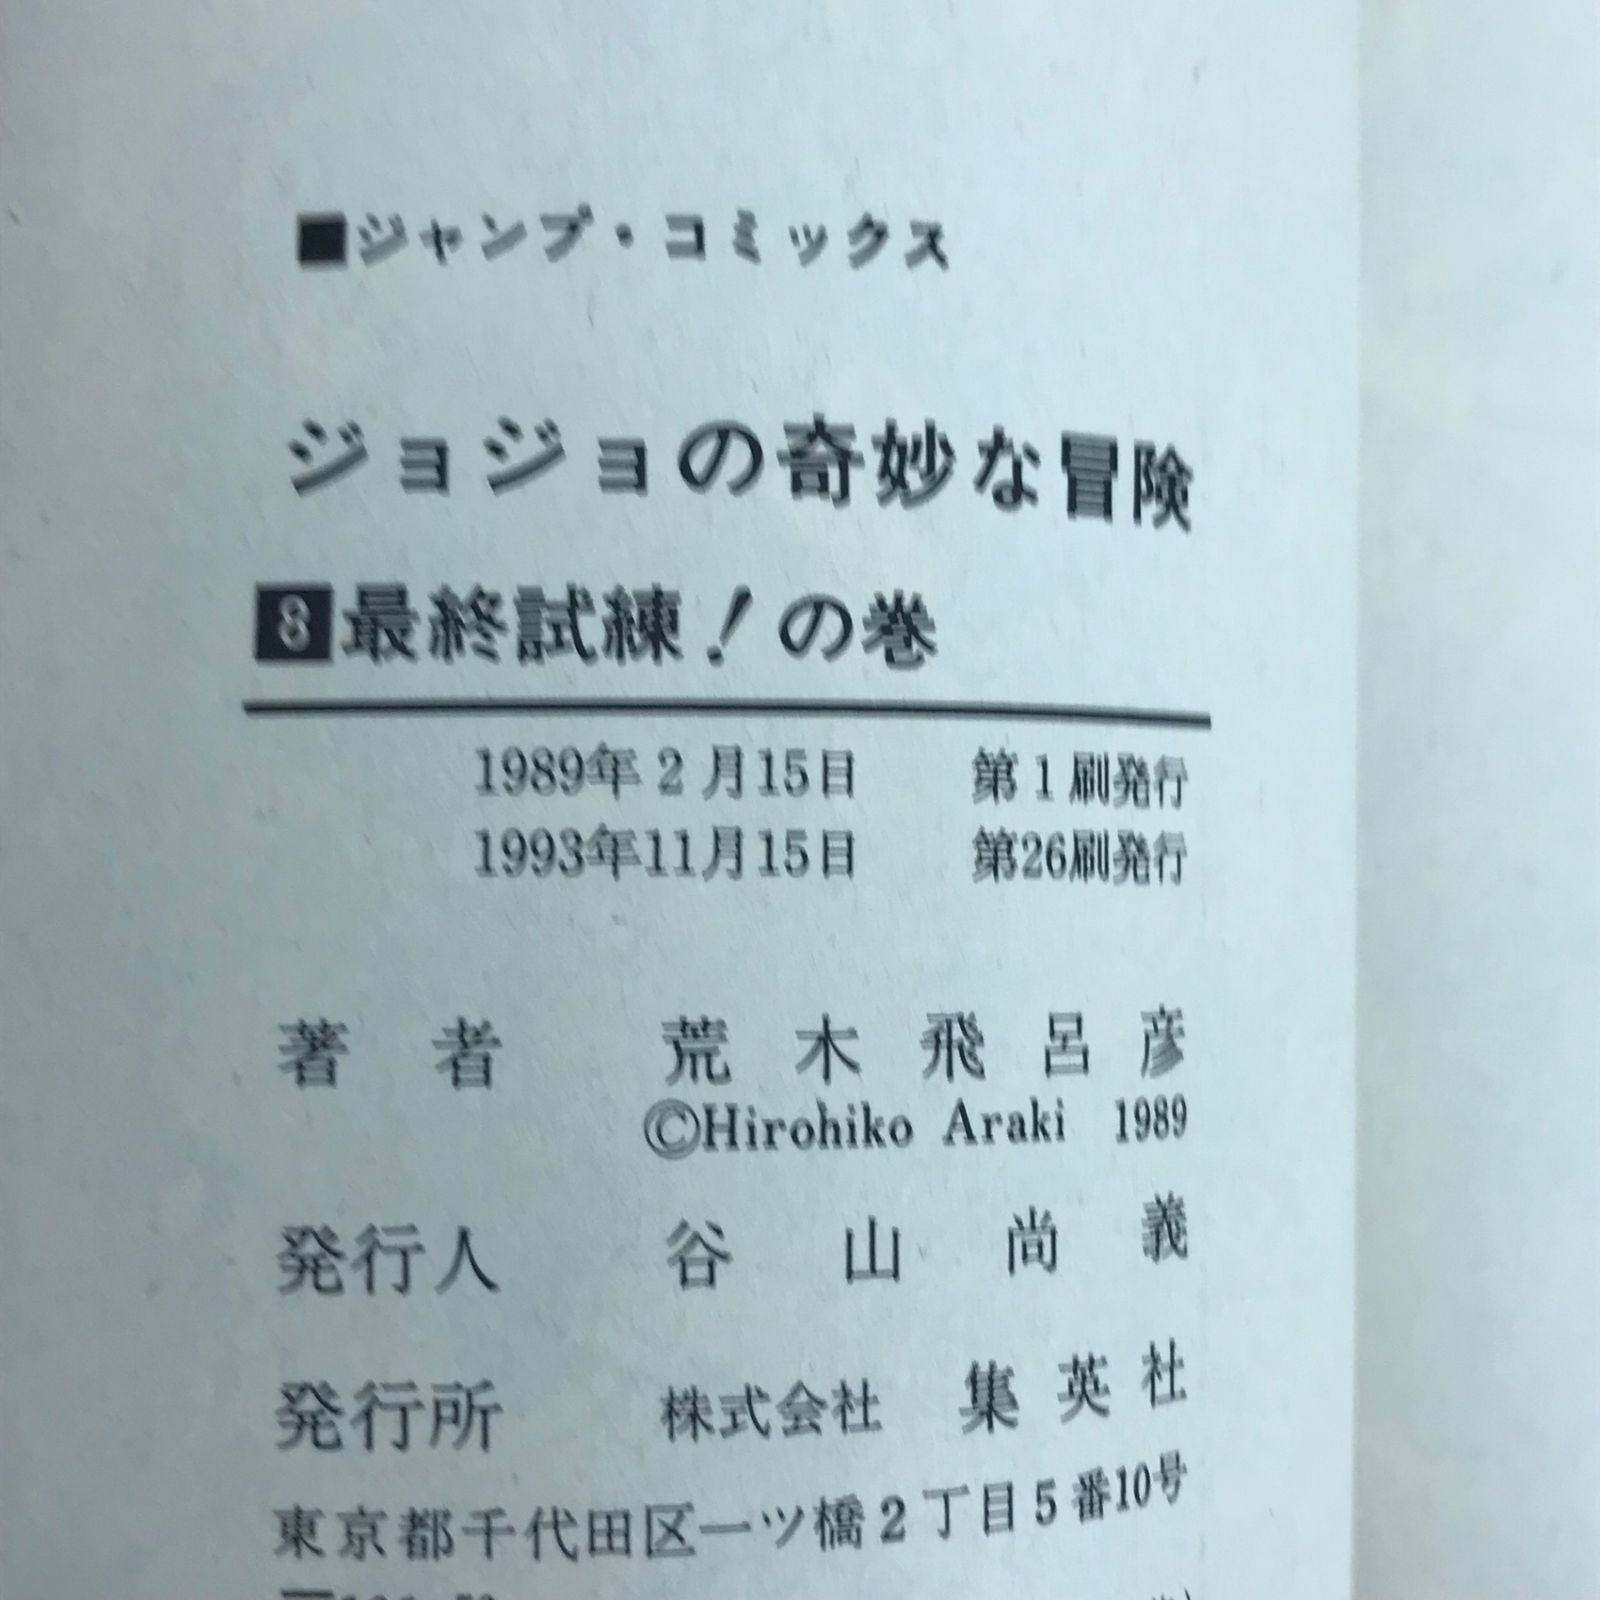 ■ジャンプ・コミックス
ジョジョの奇妙な冒険
8最終試練!の巻
1989年2月15日 第1刷発行
1993年11月15日 第26刷発行
著者 荒木飛呂彦
©Hirohiko Araki 1989
発行人 谷山尚義
発行所 株式会社 集英社
東京都千代田区一ツ橋2丁目5番10号